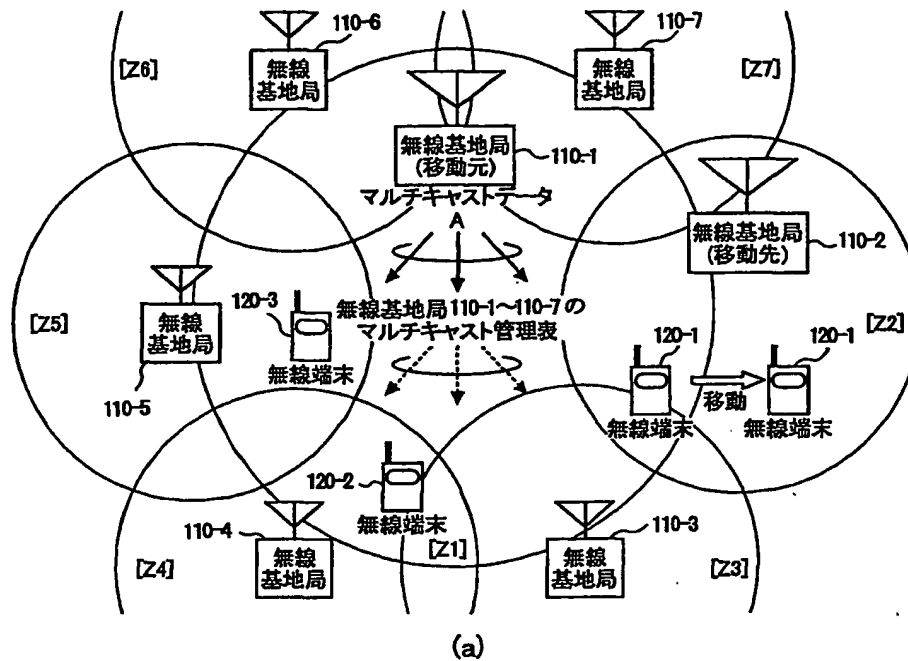 110-6
110-7
[Z6]
無線
基地局
無線
基地局
[Z7]
無線基地局
(移動元)
110-1
マルチキャストデータ
A
無線基地局
(移動先)
110-2
[Z5]
無線
基地局
110-5
120-3
無線端末
無線基地局110-1～110-7の
マルチキャスト管理表
[Z2]
120-1
120-1
移動
無線端末
無線端末
120-2
無線端末
110-4
無線
基地局
[Z4]
[Z1]
110-3
無線
基地局
[Z3]
(a)